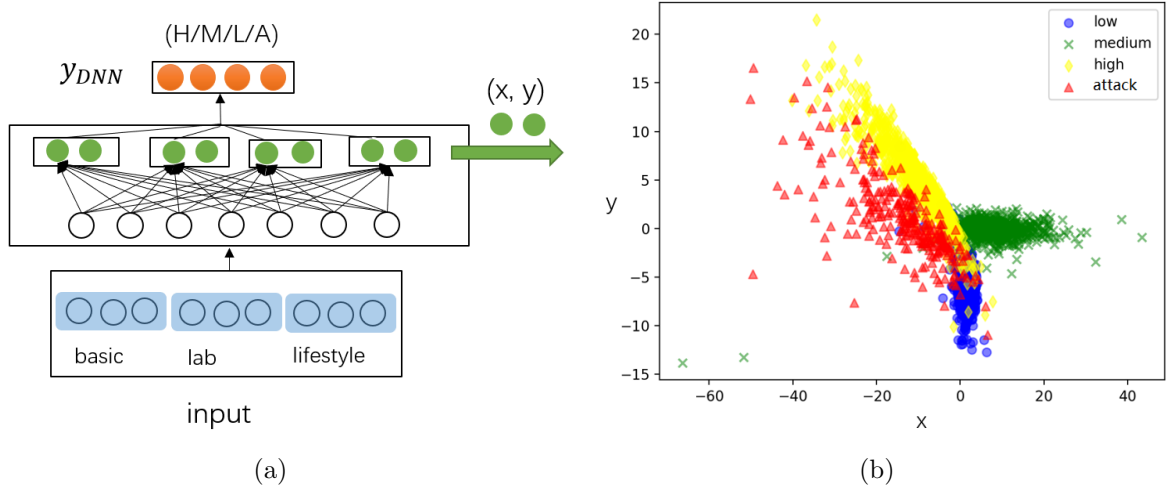 (H/M/L/A)
y_DNN
(x, y)
basic
lab
lifestyle
input
(a)
low
medium
high
attack
20
15
10
5
0
−5
−10
−15
y
−60
−40
−20
0
20
40
x
(b)